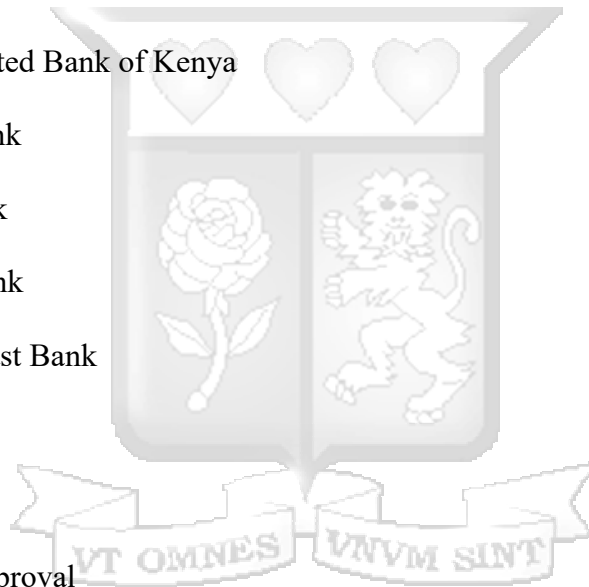 ted Bank of Kenya
nk
k
nk
st Bank
VT OMNES VNVM SINT
proval